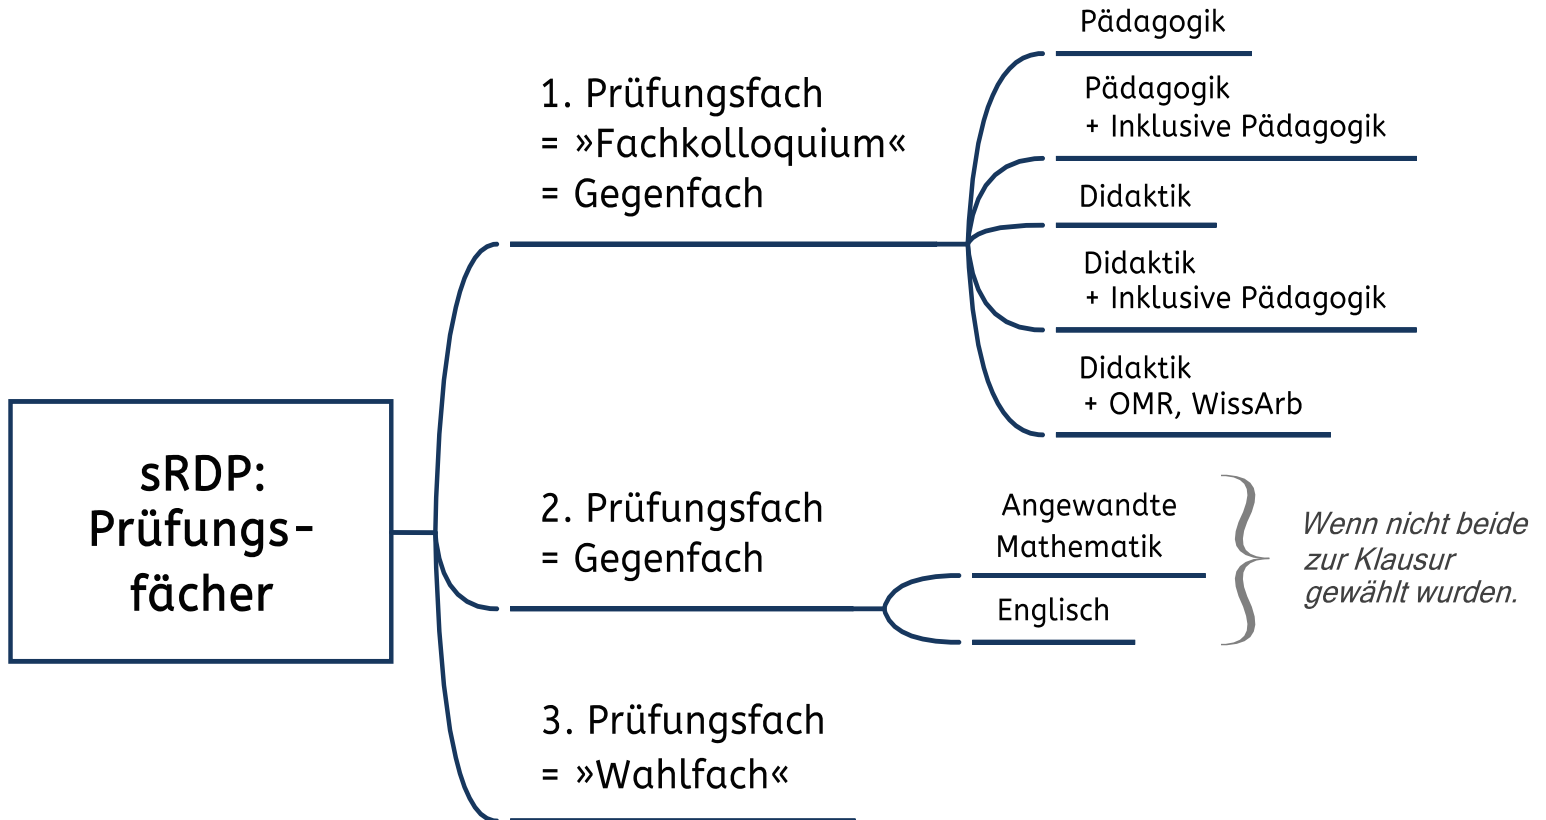 sRDP:
Prüfungs-
fächer
1. Prüfungsfach
= »Fachkolloquium«
= Gegenfach
Pädagogik
Pädagogik
+ Inklusive Pädagogik
Didaktik
Didaktik
+ Inklusive Pädagogik
Didaktik
+ OMR, WissArb
2. Prüfungsfach
= Gegenfach
Angewandte
Mathematik
Englisch
Wenn nicht beide
zur Klausur
gewählt wurden.
3. Prüfungsfach
= »Wahlfach«